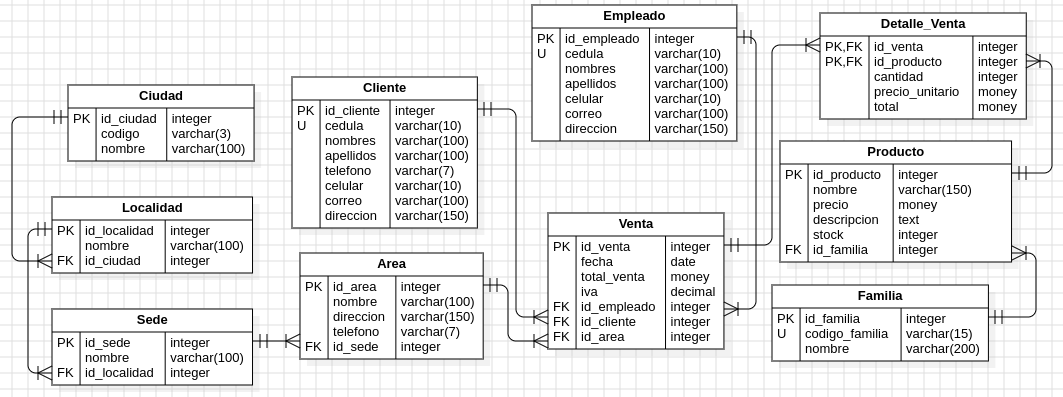 Empleado
PK id_empleado integer
U cedula varchar(10)
nombres varchar(100)
apellidos varchar(100)
celular varchar(10)
correo varchar(100)
direccion varchar(150)
Detalle_Venta
PK,FK id_venta integer
PK,FK id_producto integer
cantidad integer
precio_unitario money
total money
Ciudad
PK id_ciudad integer
codigo varchar(3)
nombre varchar(100)
Cliente
PK id_cliente integer
U cedula varchar(10)
nombres varchar(100)
apellidos varchar(100)
telefono varchar(7)
celular varchar(10)
correo varchar(100)
direccion varchar(150)
Producto
PK id_producto integer
nombre varchar(150)
precio money
descripcion text
stock integer
FK id_familia integer
Localidad
PK id_localidad integer
nombre varchar(100)
FK id_ciudad integer
Area
PK id_area integer
nombre varchar(100)
direccion varchar(150)
telefono varchar(7)
FK id_sede integer
Venta
PK id_venta integer
fecha date
total_venta money
iva decimal
FK id_empleado integer
FK id_cliente integer
FK id_area integer
Familia
PK id_familia integer
U codigo_familia varchar(15)
nombre varchar(200)
Sede
PK id_sede integer
nombre varchar(100)
FK id_localidad integer